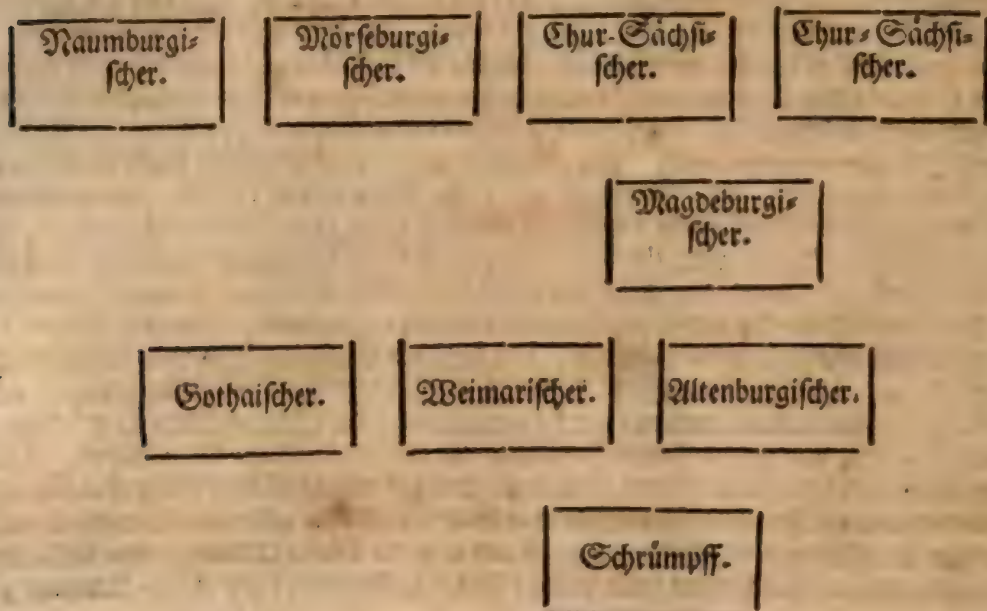 Naumburgi⸗
ſcher.
Mörſeburgi⸗
ſcher.
Chur-Sächſi⸗
ſcher.
Chur⸗Sächſi⸗
ſcher.
Magdeburgi⸗
ſcher.
Gothaiſcher.
Weimariſcher.
Altenburgiſcher.
Schrümpff.